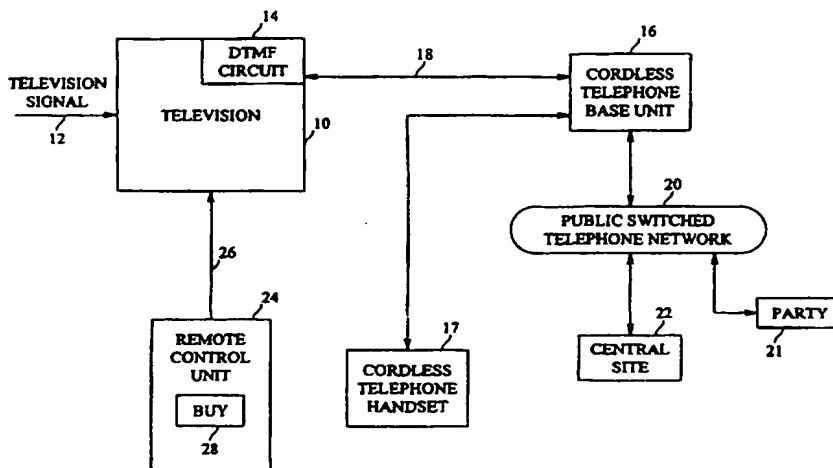 14
DTMF
CIRCUIT
TELEVISION
SIGNAL
12
TELEVISION
10
18
16
CORDLESS
TELEPHONE
BASE UNIT
20
PUBLIC SWITCHED
TELEPHONE NETWORK
26
24
REMOTE
CONTROL
UNIT
BUY
28
17
CORDLESS
TELEPHONE
HANDSET
22
CENTRAL
SITE
PARTY
21